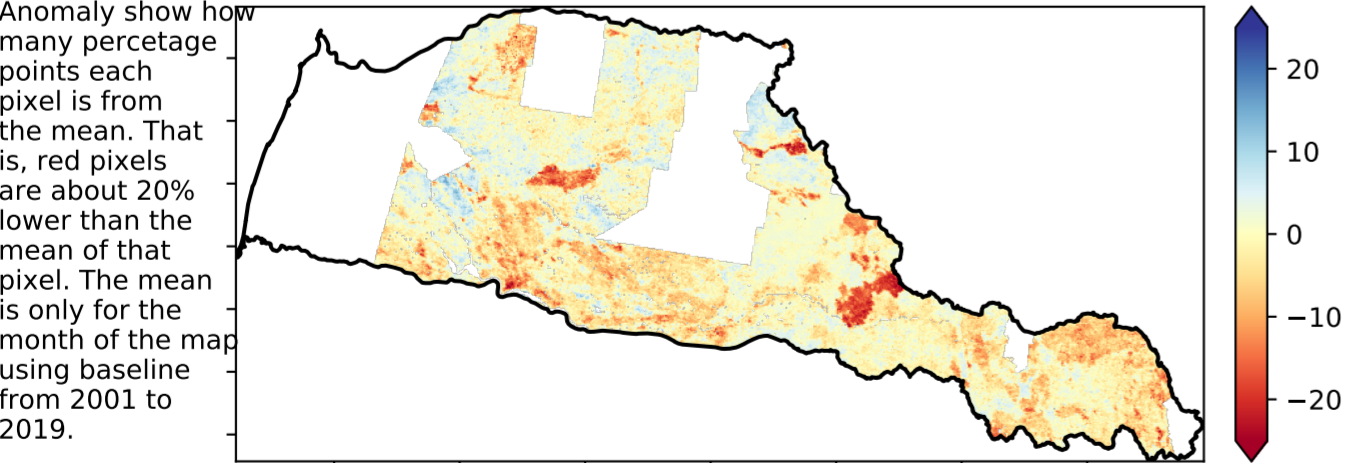 Anomaly show how
many percetage
points each
pixel is from
the mean. That
is, red pixels
are about 20%
lower than the
mean of that
pixel. The mean
is only for the
month of the map
using baseline
from 2001 to
2019.
20
10
0
−10
−20